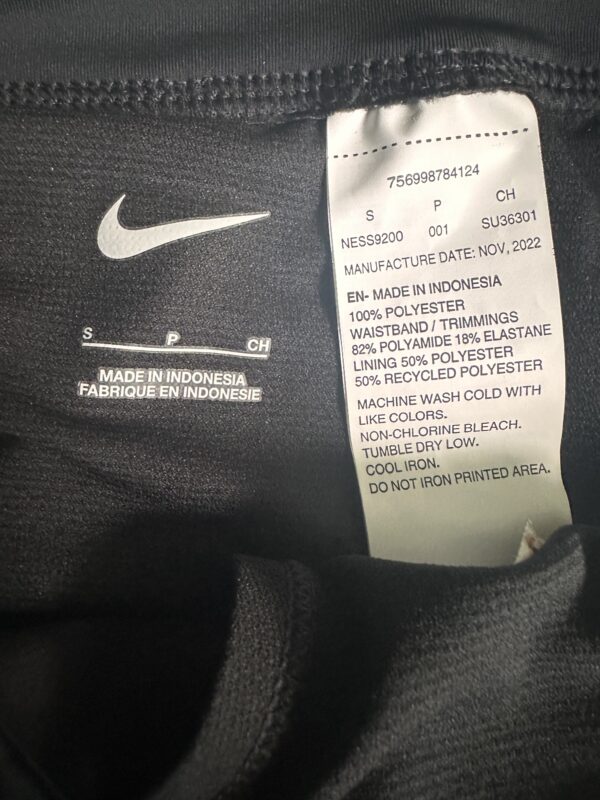 S P CH
MADE IN INDONESIA
FABRIQUE EN INDONESIE
756998784124
S P CH
NESS9200 001 SU36301
MANUFACTURE DATE: NOV, 2022
EN- MADE IN INDONESIA
100% POLYESTER
WAISTBAND / TRIMMINGS
82% POLYAMIDE 18% ELASTANE
LINING 50% POLYESTER
50% RECYCLED POLYESTER
MACHINE WASH COLD WITH
LIKE COLORS.
NON-CHLORINE BLEACH.
TUMBLE DRY LOW.
COOL IRON.
DO NOT IRON PRINTED AREA.